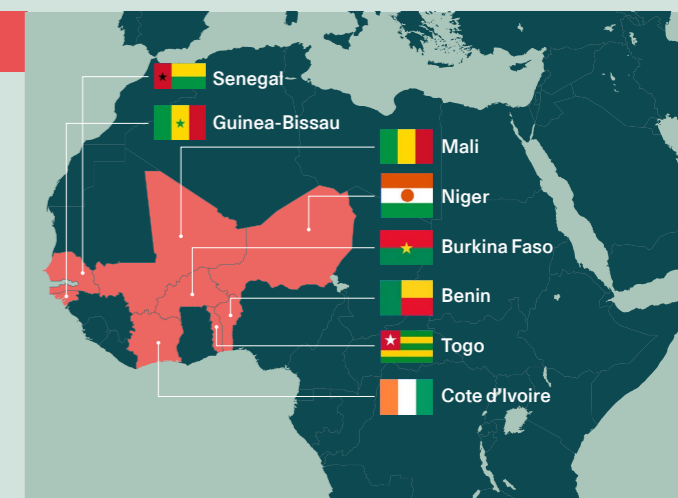 Senegal
Guinea-Bissau
Mali
Niger
Burkina Faso
Benin
Togo
Cote d'Ivoire